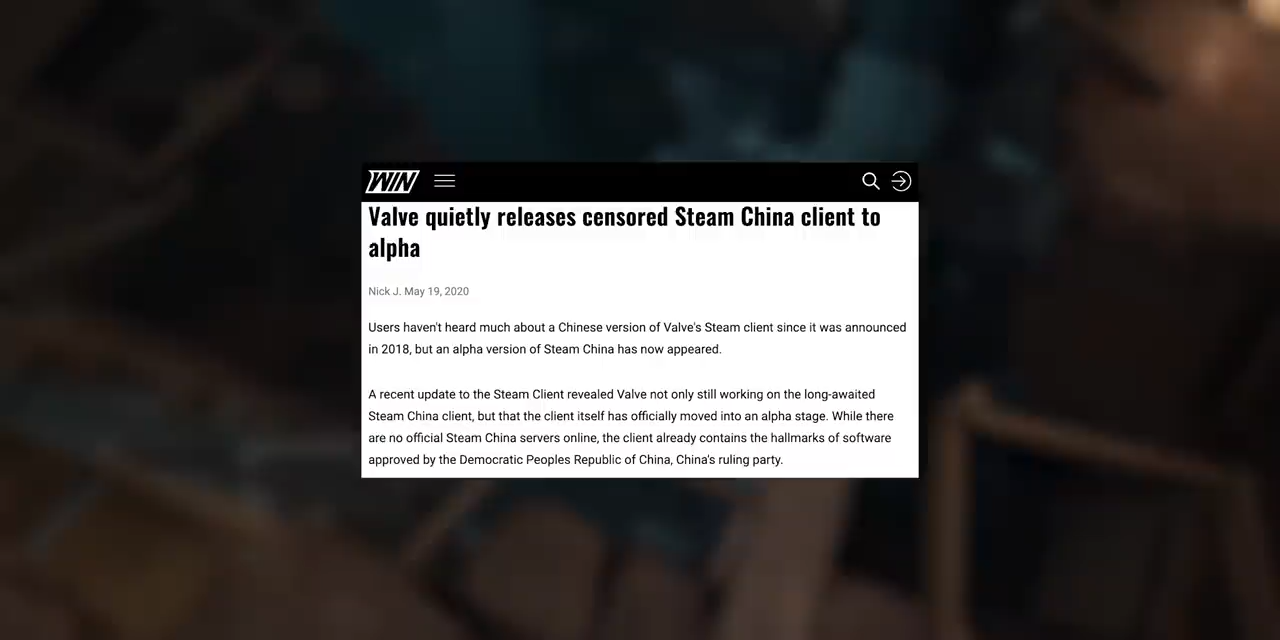 WIN
Valve quietly releases censored Steam China client to
alpha
Nick J. May 19, 2020
Users haven't heard much about a Chinese version of Valve's Steam client since it was announced
in 2018, but an alpha version of Steam China has now appeared.
A recent update to the Steam Client revealed Valve not only still working on the long-awaited
Steam China client, but that the client itself has officially moved into an alpha stage. While there
are no official Steam China servers online, the client already contains the hallmarks of software
approved by the Democratic Peoples Republic of China, China's ruling party.